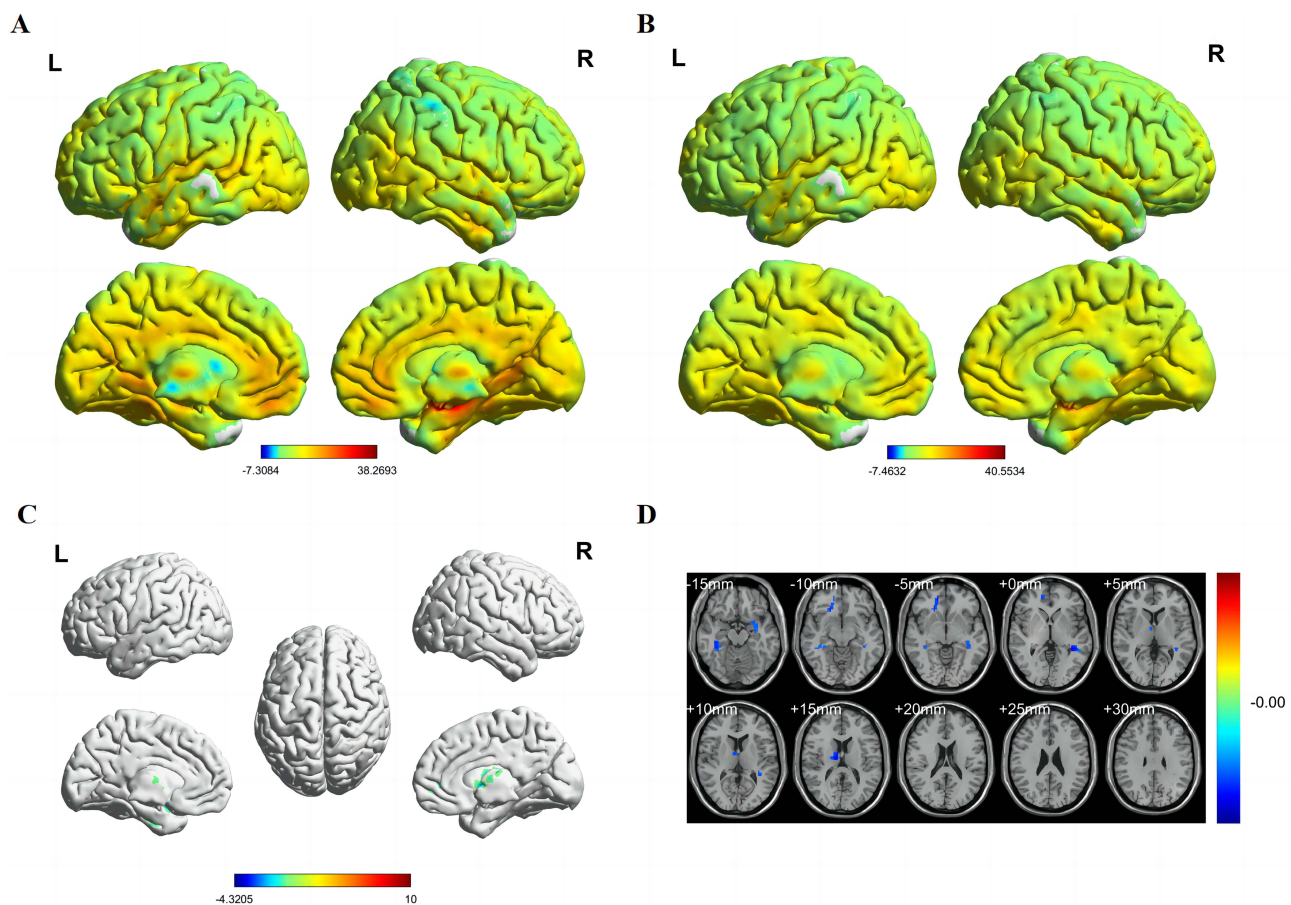 A
B
L
R
L
R
-7.3084
38.2693
-7.4632
40.5534
C
D
L
R
-15mm
-10mm
-5mm
+0mm
+5mm
-0.00
+10mm
+15mm
+20mm
+25mm
+30mm
-4.3205
10